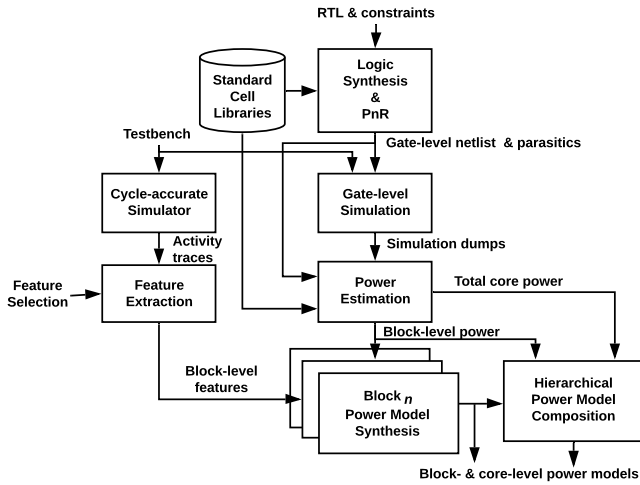 RTL & constraints
Standard
Cell
Libraries
Logic
Synthesis
&
PnR
Testbench
Gate-level netlist & parasitics
Cycle-accurate
Simulator
Gate-level
Simulation
Activity
traces
Simulation dumps
Feature
Selection
Feature
Extraction
Power
Estimation
Total core power
Block-level power
Block-level
features
Block n
Power Model
Synthesis
Hierarchical
Power Model
Composition
Block- & core-level power models